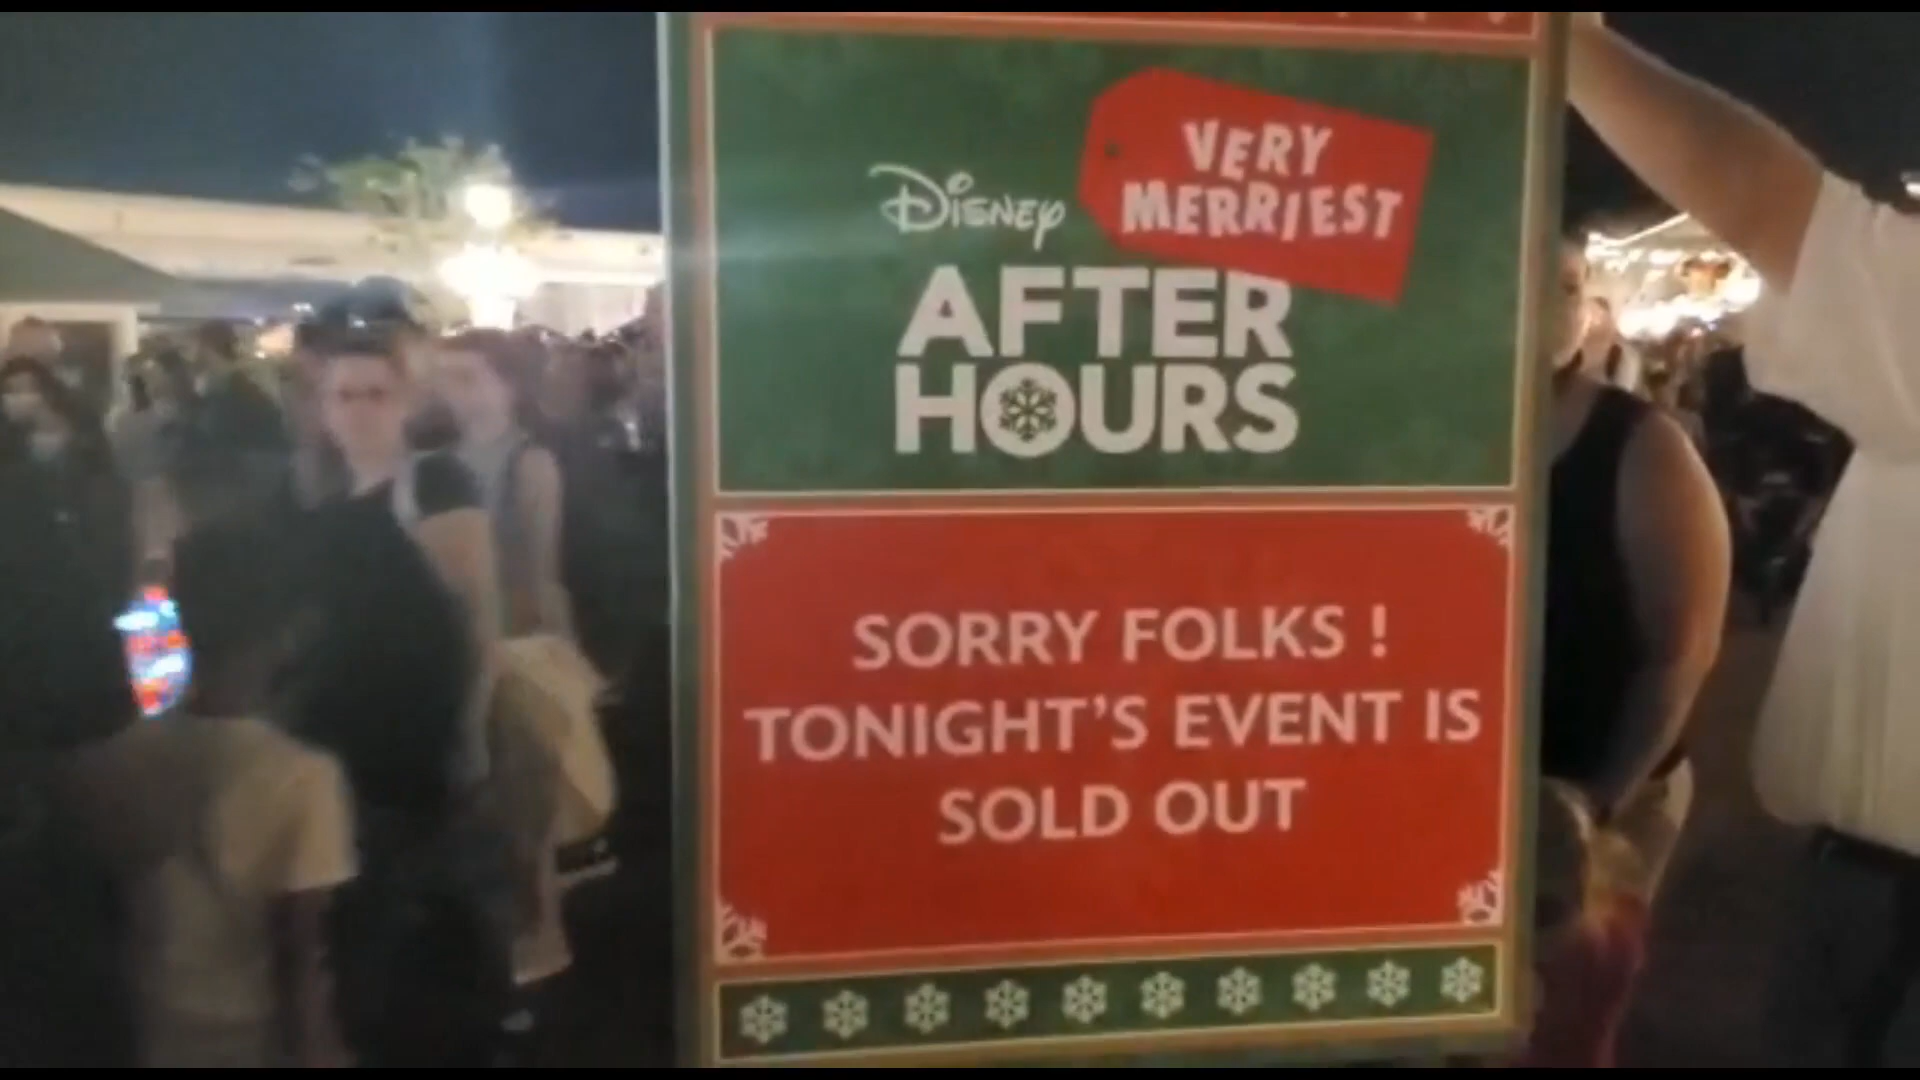 DISNEY
VERY
MERRIEST
AFTER
HOURS
SORRY FOLKS !
TONIGHT'S EVENT IS
SOLD OUT